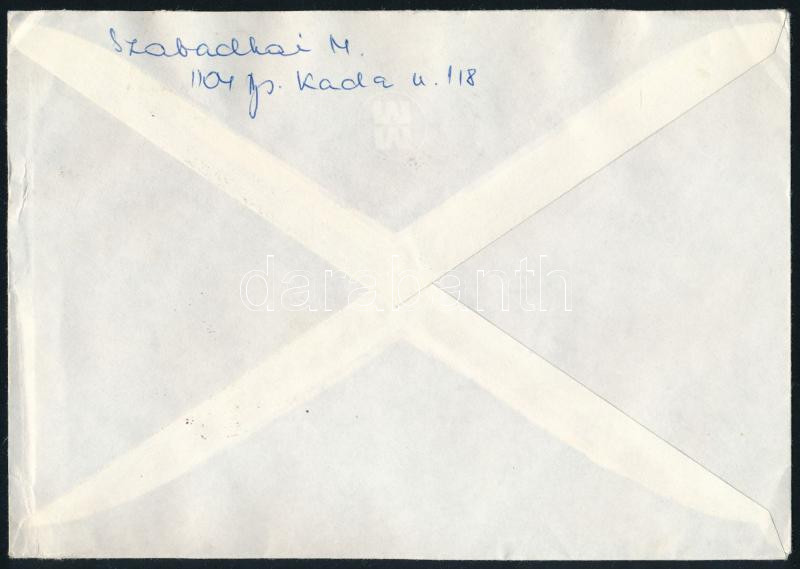 Szabadkai M.
1104 Bp. Kada u. 118
darabanth